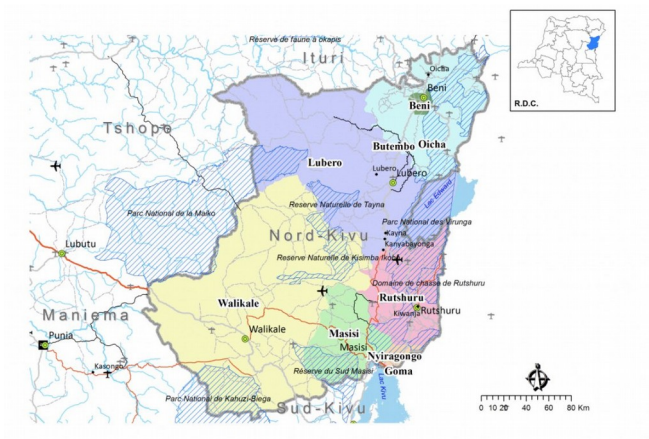 Réserve de faune à okapis
Ituri
Oicha
Beni
Beni
R.D.C.
Tshopo
Butembo Oicha
Lubero
Lubero
Lubero
Lac Edward
Parc National de la Maiko
Reserve Naturelle de Tayna
Parc National des Virunga
Kayna
Nord-Kivu
Kanyabayonga
Lubutu
Reserve Naturelle de Kisimba Ikobo
Domaine de chasse de Rutshuru
Walikale
Rutshuru
Kiwanja
Rutshuru
Maniema
Masisi
Walikale
Punia
Masisi
Nyiragongo
Kasongo
Réserve du Sud Masisi
Goma
Lac Kivu
Parc National de Kahuzi-Biega
Sud-Kivu
0 10 20 40 60 80 Km